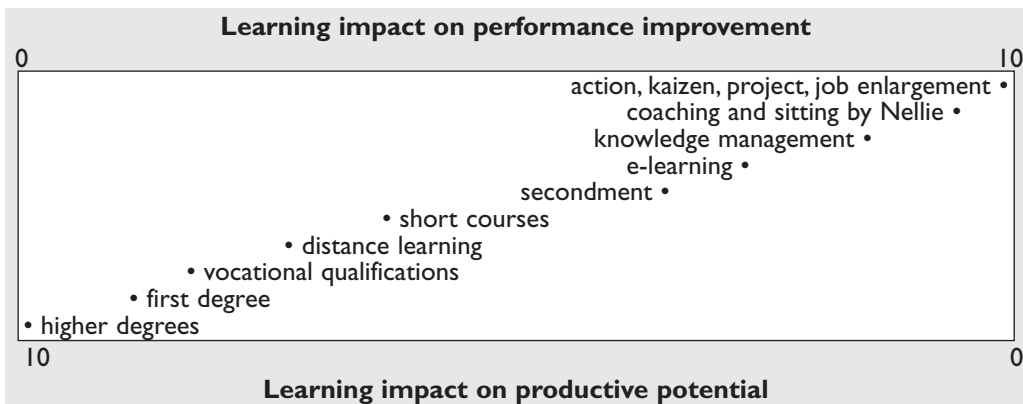 Learning impact on performance improvement
0 10
action, kaizen, project, job enlargement •
coaching and sitting by Nellie •
knowledge management •
e-learning •
secondment •
• short courses
• distance learning
• vocational qualifications
• first degree
• higher degrees
10 0
Learning impact on productive potential